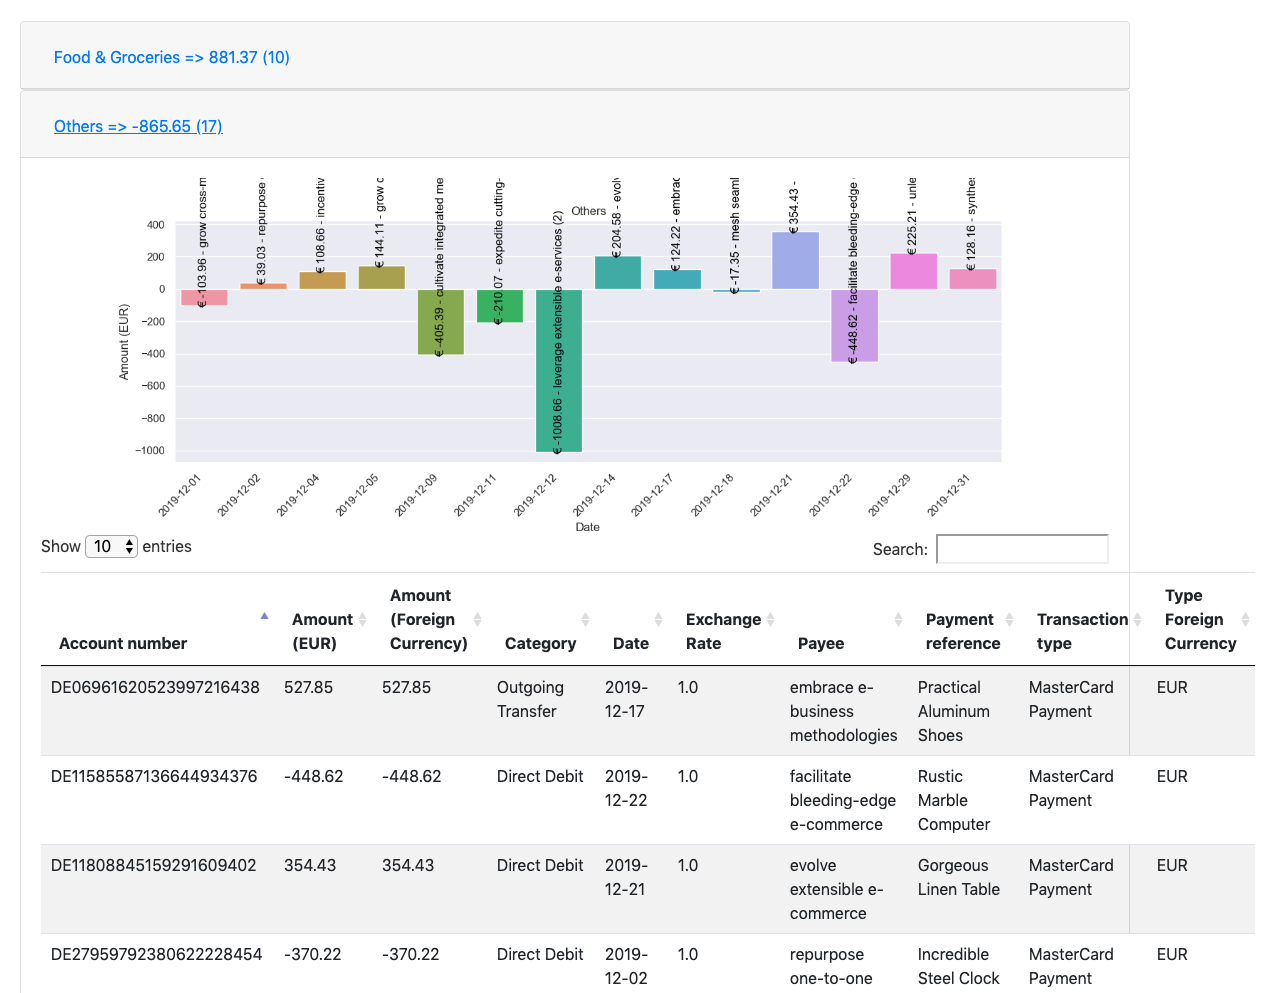 Food & Groceries => 881.37 (10)
Others => -865.65 (17)
Others
€ -103.96 - grow cross-m
€ 39.03 - repurpose
€ 108.66 - incentiv
€ 144.11 - grow c
€ -405.39 - cultivate integrated me
€ -210.07 - expedite cutting-
€ -1008.66 - leverage extensible e-services (2)
€ 204.58 - evol
€ 124.22 - embrac
€ -17.35 - mesh seaml
€ 354.43 -
€ -448.62 - facilitate bleeding-edge
€ 225.21 - unle
€ 128.16 - synthe
400
200
0
−200
−400
−600
−800
−1000
Amount (EUR)
2019-12-01
2019-12-02
2019-12-04
2019-12-05
2019-12-09
2019-12-11
2019-12-12
2019-12-14
2019-12-17
2019-12-18
2019-12-21
2019-12-22
2019-12-29
2019-12-31
Date
Show 10 entries
Search:
Account number
Amount
(EUR)
Amount
(Foreign
Currency)
Category
Date
Exchange
Rate
Payee
Payment
reference
Transaction
type
Type
Foreign
Currency
DE06961620523997216438 527.85 527.85 Outgoing 2019- 1.0 embrace e- Practical MasterCard EUR
Transfer 12-17 business Aluminum Payment
methodologies Shoes
DE11585587136644934376 -448.62 -448.62 Direct Debit 2019- 1.0 facilitate Rustic MasterCard EUR
12-22 bleeding-edge Marble Payment
e-commerce Computer
DE11808845159291609402 354.43 354.43 Direct Debit 2019- 1.0 evolve Gorgeous MasterCard EUR
12-21 extensible e- Linen Table Payment
commerce
DE27959792380622228454 -370.22 -370.22 Direct Debit 2019- 1.0 repurpose Incredible MasterCard EUR
12-02 one-to-one Steel Clock Payment